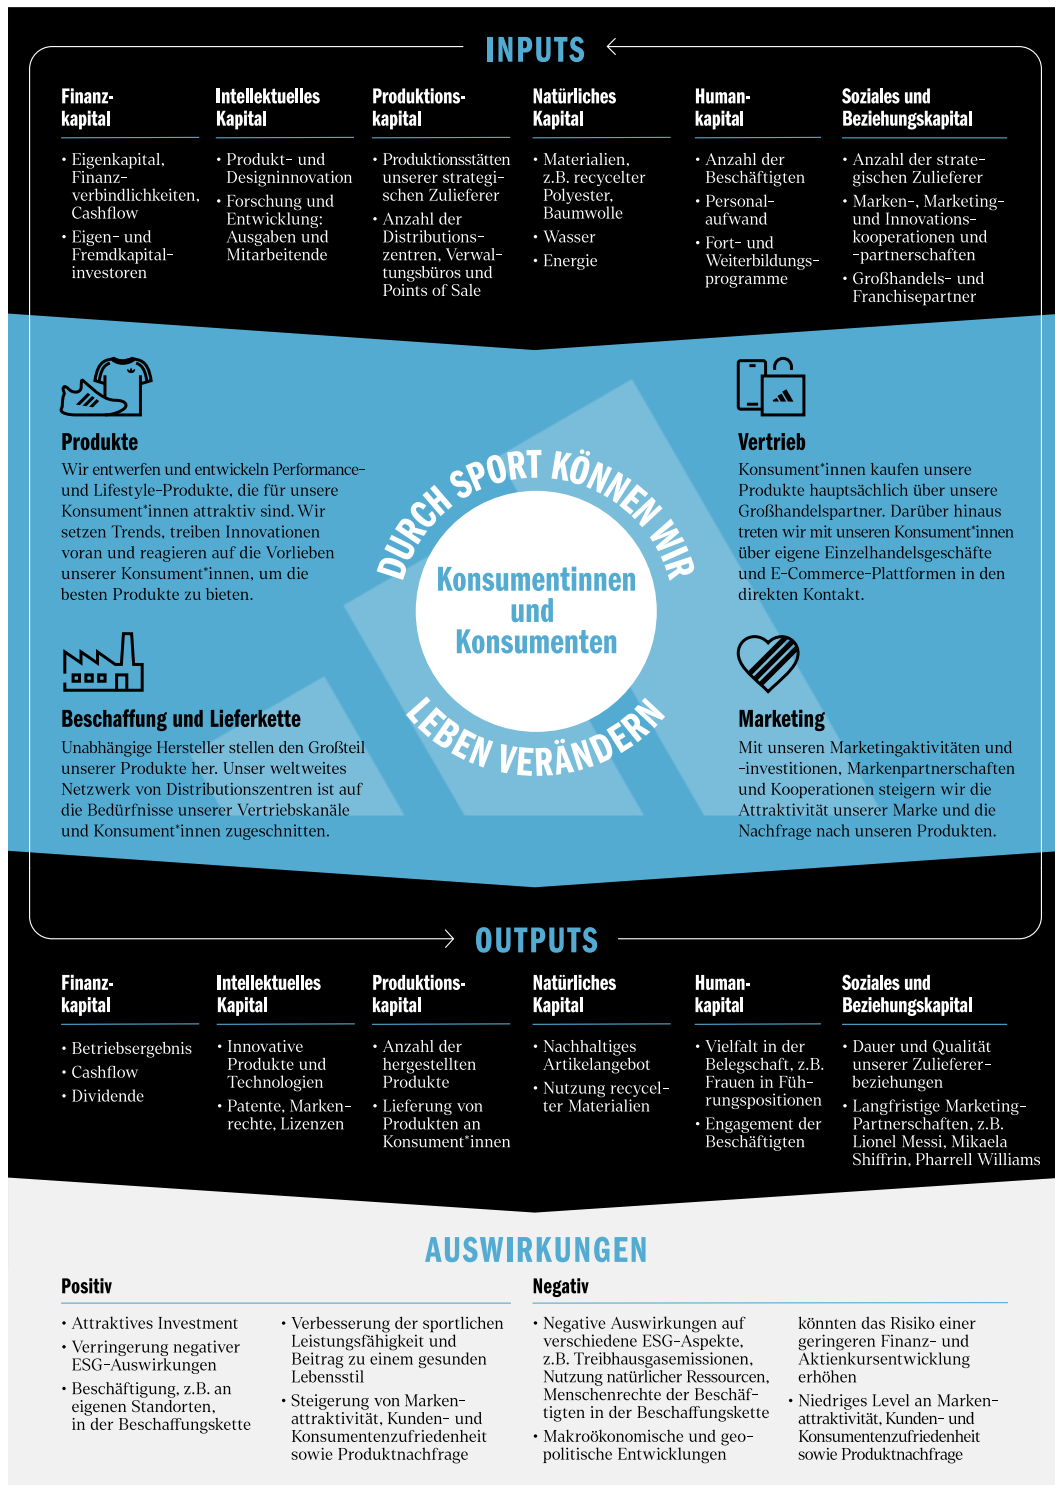 INPUTS
Finanz-
kapital
• Eigenkapital,
Finanz-
verbindlichkeiten,
Cashflow
• Eigen- und
Fremdkapital-
investoren
Intellektuelles
Kapital
• Produkt- und
Designinnovation
• Forschung und
Entwicklung:
Ausgaben und
Mitarbeitende
Produktions-
kapital
• Produktionsstätten
unserer strategi-
schen Zulieferer
• Anzahl der
Distributions-
zentren, Verwal-
tungsbüros und
Points of Sale
Natürliches
Kapital
• Materialien,
z.B. recycelter
Polyester,
Baumwolle
• Wasser
• Energie
Human-
kapital
• Anzahl der
Beschäftigten
• Personal-
aufwand
• Fort- und
Weiterbildungs-
programme
Soziales und
Beziehungskapital
• Anzahl der strate-
gischen Zulieferer
• Marken-, Marketing-
und Innovations-
kooperationen und
-partnerschaften
• Großhandels- und
Franchisepartner
Produkte
Wir entwerfen und entwickeln Performance-
und Lifestyle-Produkte, die für unsere
Konsument*innen attraktiv sind. Wir
setzen Trends, treiben Innovationen
voran und reagieren auf die Vorlieben
unserer Konsument*innen, um die
besten Produkte zu bieten.
Beschaffung und Lieferkette
Unabhängige Hersteller stellen den Großteil
unserer Produkte her. Unser weltweites
Netzwerk von Distributionszentren ist auf
die Bedürfnisse unserer Vertriebskanäle
und Konsument*innen zugeschnitten.
DURCH SPORT KÖNNEN WIR
Konsumentinnen
und
Konsumenten
LEBEN VERÄNDERN
Vertrieb
Konsument*innen kaufen unsere
Produkte hauptsächlich über unsere
Großhandelspartner. Darüber hinaus
treten wir mit unseren Konsument*innen
über eigene Einzelhandelsgeschäfte
und E-Commerce-Plattformen in den
direkten Kontakt.
Marketing
Mit unseren Marketingaktivitäten und
-investitionen, Markenpartnerschaften
und Kooperationen steigern wir die
Attraktivität unserer Marke und die
Nachfrage nach unseren Produkten.
OUTPUTS
Finanz-
kapital
• Betriebsergebnis
• Cashflow
• Dividende
Intellektuelles
Kapital
• Innovative
Produkte und
Technologien
• Patente, Marken-
rechte, Lizenzen
Produktions-
kapital
• Anzahl der
hergestellten
Produkte
• Lieferung von
Produkten an
Konsument*innen
Natürliches
Kapital
• Nachhaltiges
Artikelangebot
• Nutzung recycel-
ter Materialien
Human-
kapital
• Vielfalt in der
Belegschaft, z.B.
Frauen in Füh-
rungspositionen
• Engagement der
Beschäftigten
Soziales und
Beziehungskapital
• Dauer und Qualität
unserer Zulieferer-
beziehungen
• Langfristige Marketing-
Partnerschaften, z.B.
Lionel Messi, Mikaela
Shiffrin, Pharrell Williams
AUSWIRKUNGEN
Positiv
• Attraktives Investment
• Verringerung negativer
ESG-Auswirkungen
• Beschäftigung, z.B. an
eigenen Standorten,
in der Beschaffungskette
• Verbesserung der sportlichen
Leistungsfähigkeit und
Beitrag zu einem gesunden
Lebensstil
• Steigerung von Marken-
attraktivität, Kunden- und
Konsumentenzufriedenheit
sowie Produktnachfrage
Negativ
• Negative Auswirkungen auf
verschiedene ESG-Aspekte,
z.B. Treibhausgasemissionen,
Nutzung natürlicher Ressourcen,
Menschenrechte der Beschäf-
tigten in der Beschaffungskette
• Makroökonomische und geo-
politische Entwicklungen
könnten das Risiko einer
geringeren Finanz- und
Aktienkursentwicklung
erhöhen
• Niedriges Level an Marken-
attraktivität, Kunden- und
Konsumentenzufriedenheit
sowie Produktnachfrage